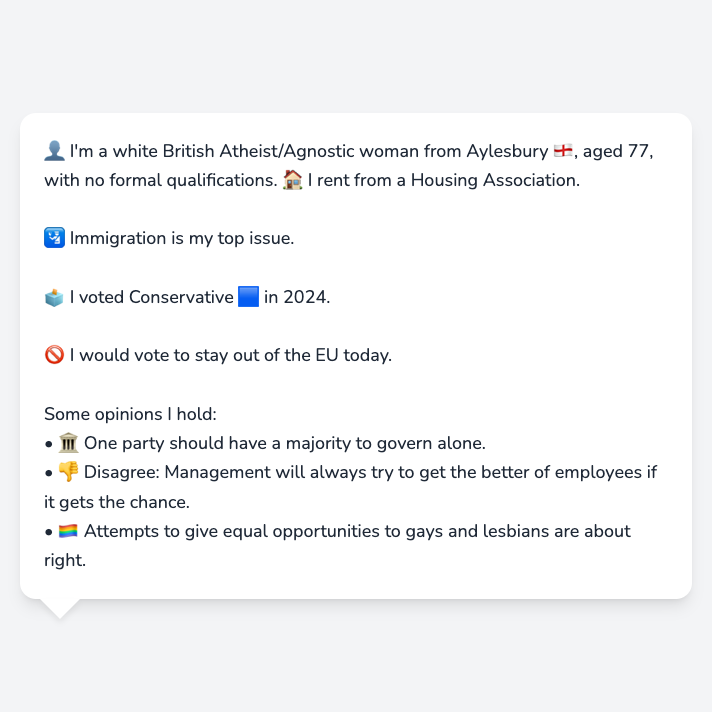 👤 I'm a white British Atheist/Agnostic woman from Aylesbury 🏴󠁧󠁢󠁥󠁮󠁧󠁿, aged 77,
with no formal qualifications. 🏠 I rent from a Housing Association.
🛂 Immigration is my top issue.
🗳️ I voted Conservative 🟦 in 2024.
🚫 I would vote to stay out of the EU today.
Some opinions I hold:
• 🏛️ One party should have a majority to govern alone.
• 👎 Disagree: Management will always try to get the better of employees if
it gets the chance.
• 🏳️‍🌈 Attempts to give equal opportunities to gays and lesbians are about
right.